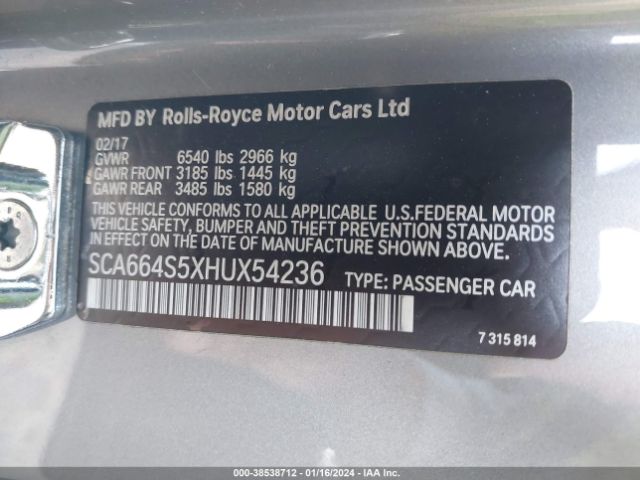 MFD BY Rolls-Royce Motor Cars Ltd
02/17
GVWR 6540 lbs 2966 kg
GAWR FRONT 3185 lbs 1445 kg
GAWR REAR 3485 lbs 1580 kg
THIS VEHICLE CONFORMS TO ALL APPLICABLE U.S.FEDERAL MOTOR
VEHICLE SAFETY, BUMPER AND THEFT PREVENTION STANDARDS
IN EFFECT ON THE DATE OF MANUFACTURE SHOWN ABOVE.
SCA664S5XHUX54236 TYPE: PASSENGER CAR
7 315 814
000-38538712 - 01/16/2024 - IAA Inc.